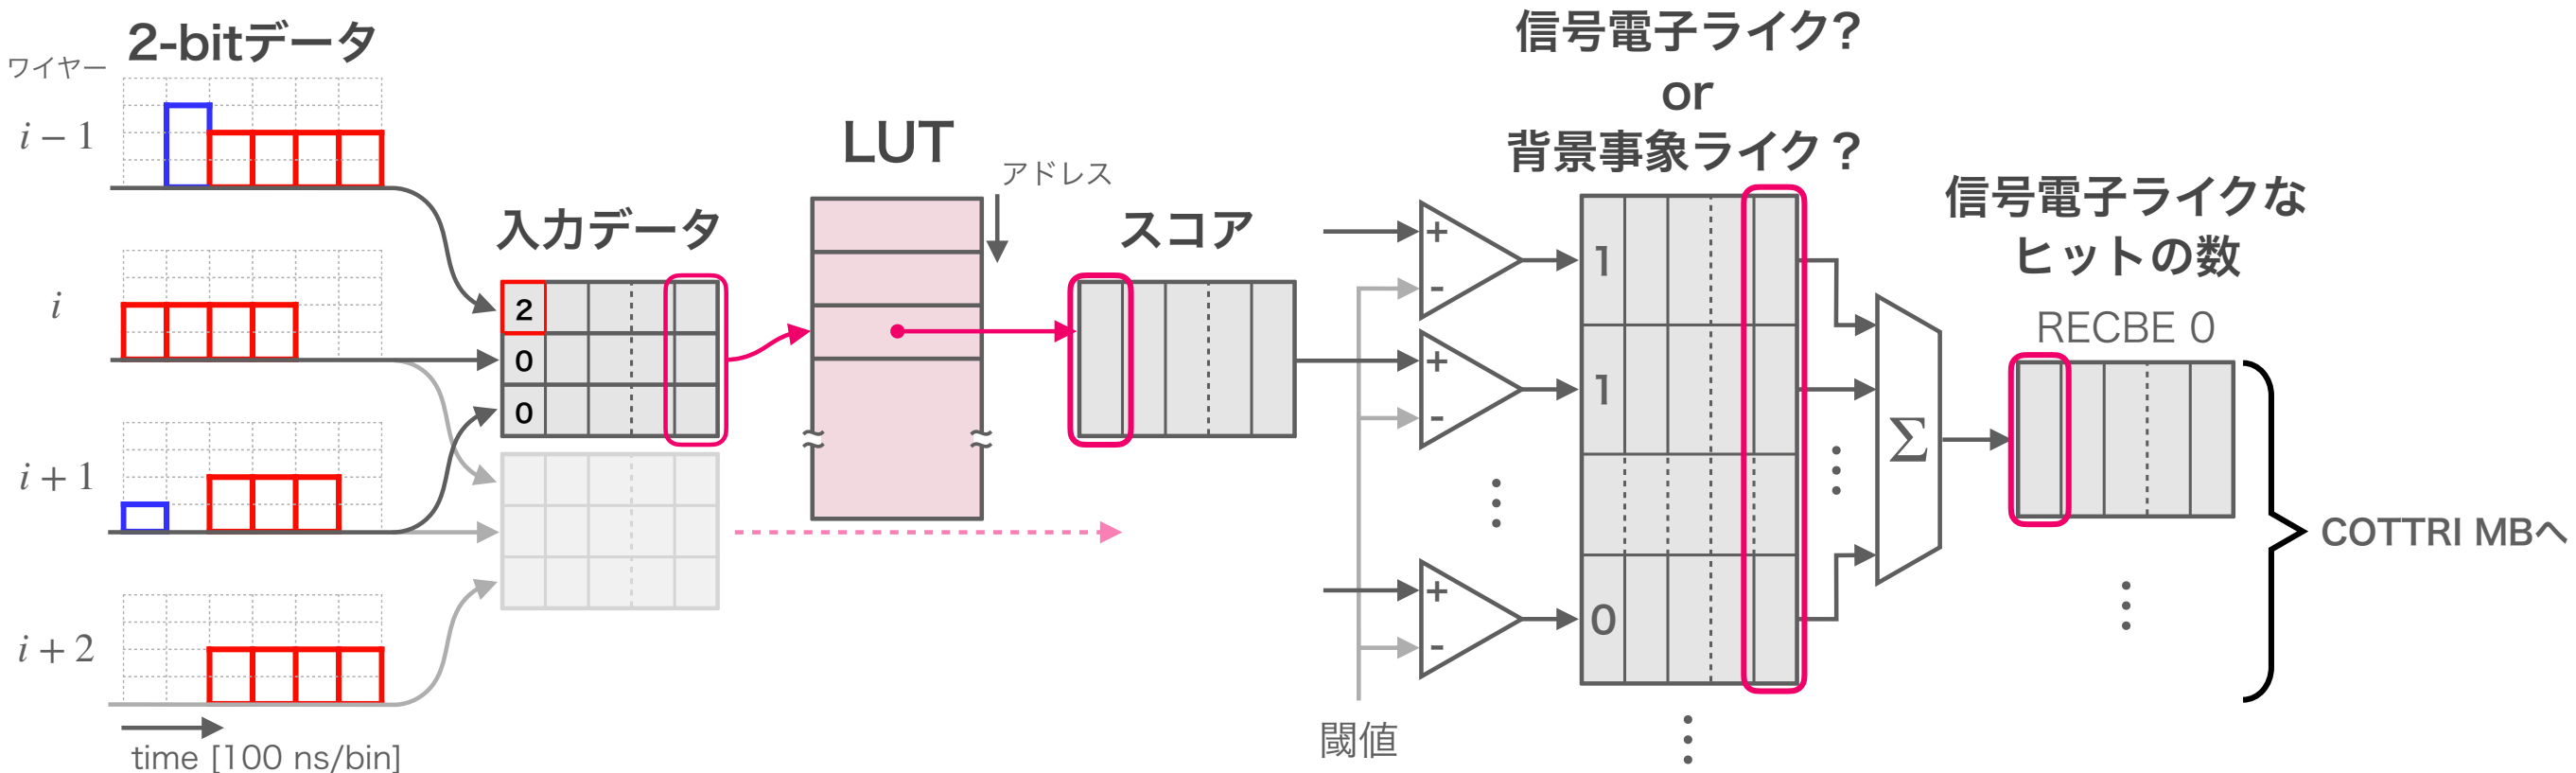 2-bitデータ
ワイヤー
i − 1
i
i + 1
i + 2
time [100 ns/bin]
入力データ
2
0
0
LUT
アドレス
スコア
+
-
+
-
+
-
閾値
信号電子ライク?
or
背景事象ライク？
1
1
0
Σ
信号電子ライクな
ヒットの数
RECBE 0
COTTRI MBへ